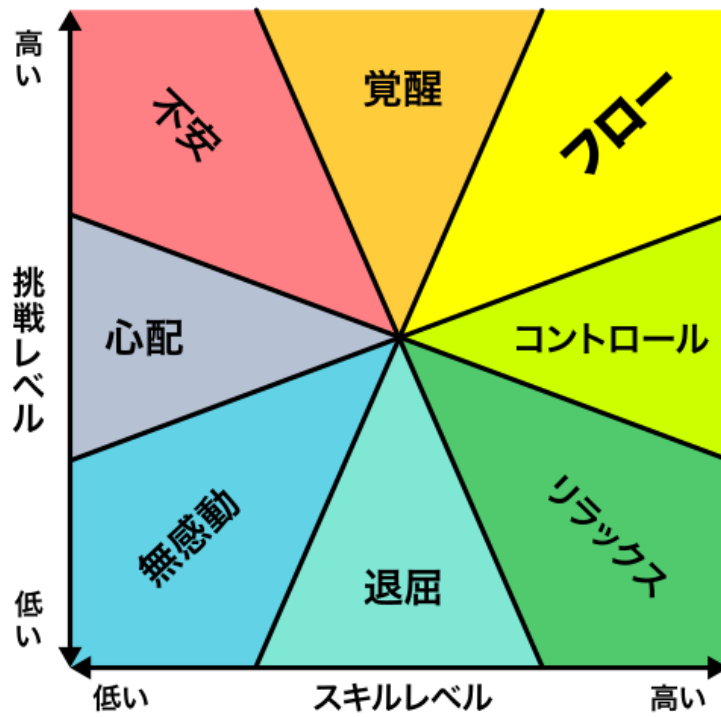 高い
不安
覚醒
フロー
挑戦レベル
心配
コントロール
無感動
退屈
リラックス
低い
低い
スキルレベル
高い